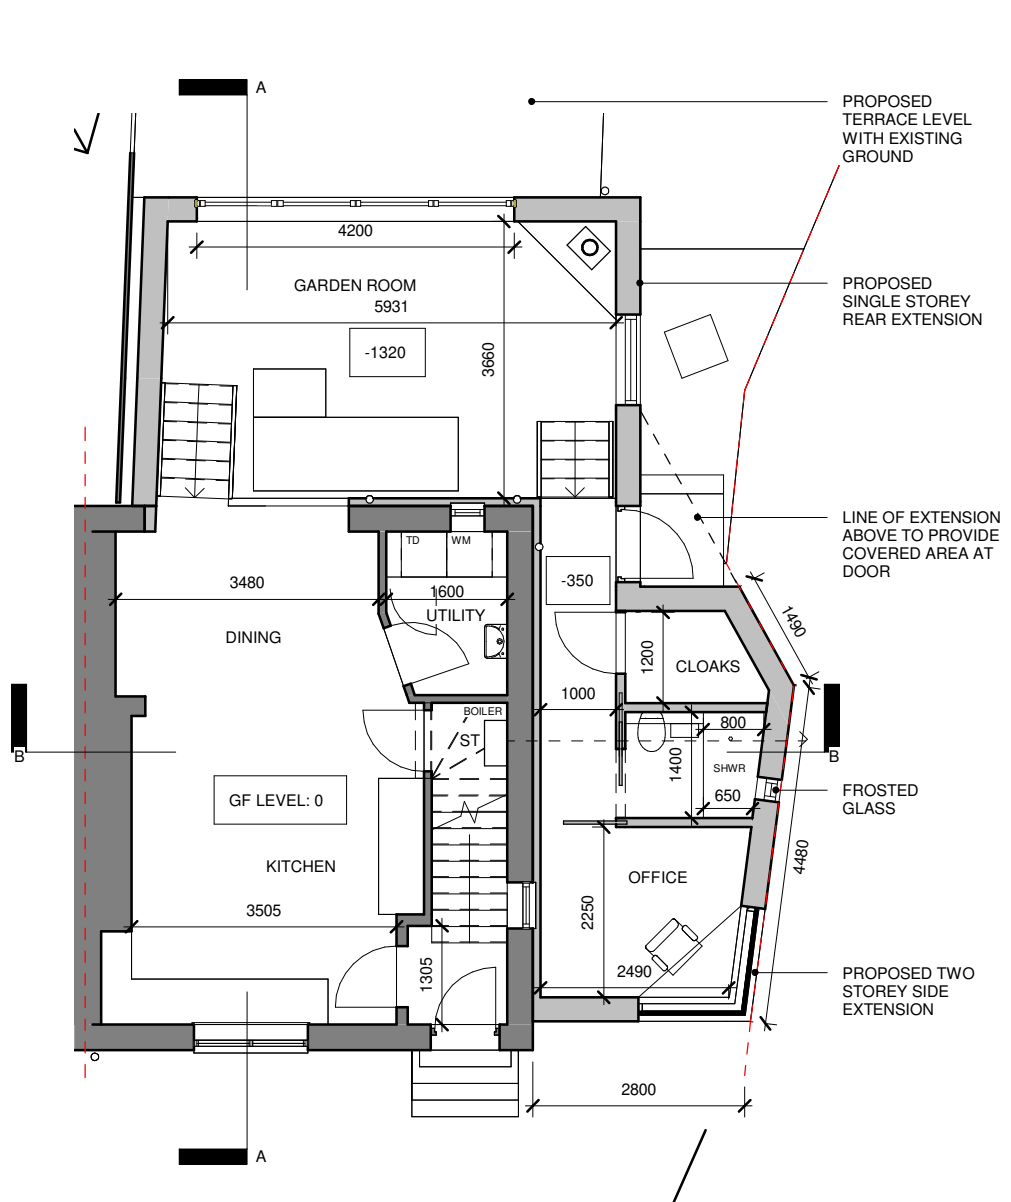 A
PROPOSED
TERRACE LEVEL
WITH EXISTING
GROUND
4200
GARDEN ROOM
5931
-1320
3660
PROPOSED
SINGLE STOREY
REAR EXTENSION
LINE OF EXTENSION
ABOVE TO PROVIDE
COVERED AREA AT
DOOR
TD
WM
3480
1600
UTILITY
DINING
-350
1490
1200
CLOAKS
1000
BOILER
ST
800
1400
SHWR
650
B
B
GF LEVEL: 0
FROSTED
GLASS
KITCHEN
OFFICE
4480
3505
2250
1305
2490
PROPOSED TWO
STOREY SIDE
EXTENSION
2800
A